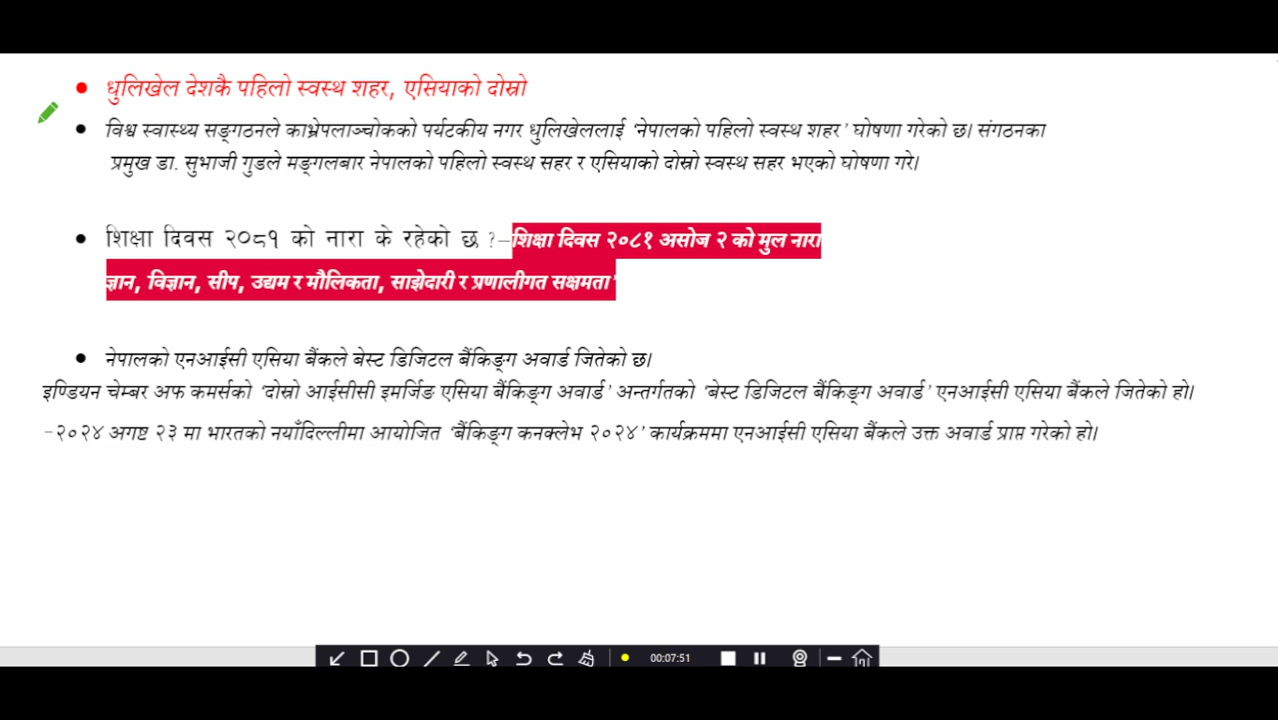 धुलिखेल देशकै पहिलो स्वस्थ शहर, एसियाको दोस्रो
विश्व स्वास्थ्य सङ्गठनले काभ्रेपलाञ्चोकको पर्यटकीय नगर धुलिखेललाई 'नेपालको पहिलो स्वस्थ शहर' घोषणा गरेको छ। संगठनका
प्रमुख डा. सुभाजी गुडले मङ्गलबार नेपालको पहिलो स्वस्थ सहर र एसियाको दोस्रो स्वस्थ सहर भएको घोषणा गरे।
शिक्षा दिवस २०८१ को नारा के रहेको छ ?–शिक्षा दिवस २०८१ असोज २ को मुल नारा
ज्ञान, विज्ञान, सीप, उद्यम र मौलिकता, साझेदारी र प्रणालीगत सक्षमता'
नेपालको एनआईसी एसिया बैंकले बेस्ट डिजिटल बैंकिङ्ग अवार्ड जितेको छ।
इण्डियन चेम्बर अफ कमर्सको 'दोस्रो आईसीसी इमर्जिङ एसिया बैंकिङ्ग अवार्ड' अन्तर्गतको 'बेस्ट डिजिटल बैंकिङ्ग अवार्ड' एनआईसी एसिया बैंकले जितेको हो।
-२०२४ अगष्ट २३ मा भारतको नयाँदिल्लीमा आयोजित 'बैंकिङ्ग कनक्लेभ २०२४' कार्यक्रममा एनआईसी एसिया बैंकले उक्त अवार्ड प्राप्त गरेको हो।
00:07:51